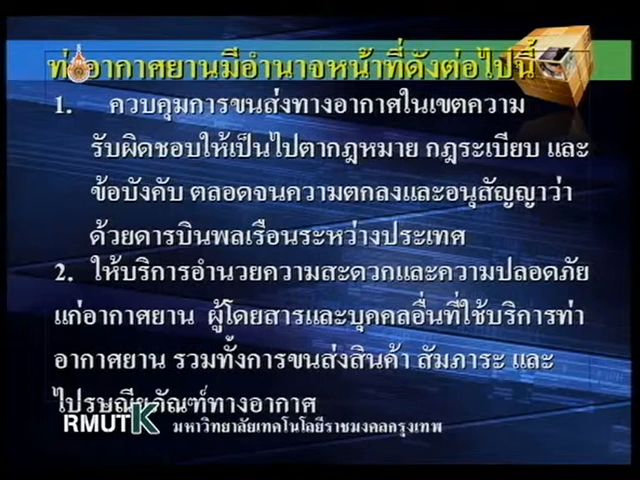 ท่าอากาศยานมีอำนาจหน้าที่ดังต่อไปนี้
1. ควบคุมการขนส่งทางอากาศในเขตความ
รับผิดชอบให้เป็นไปตากฎหมาย กฎระเบียบ และ
ข้อบังคับ ตลอดจนความตกลงและอนุสัญญาว่า
ด้วยดารบินพลเรือนระหว่างประเทศ
2. ให้บริการอำนวยความสะดวกและความปลอดภัย
แก่อากาศยาน ผู้โดยสารและบุคคลอื่นที่ใช้บริการท่า
อากาศยาน รวมทั้งการขนส่งสินค้า สัมภาระ และ
ไปรษณียภัณฑ์ทางอากาศ
RMUTK มหาวิทยาลัยเทคโนโลยีราชมงคลกรุงเทพ